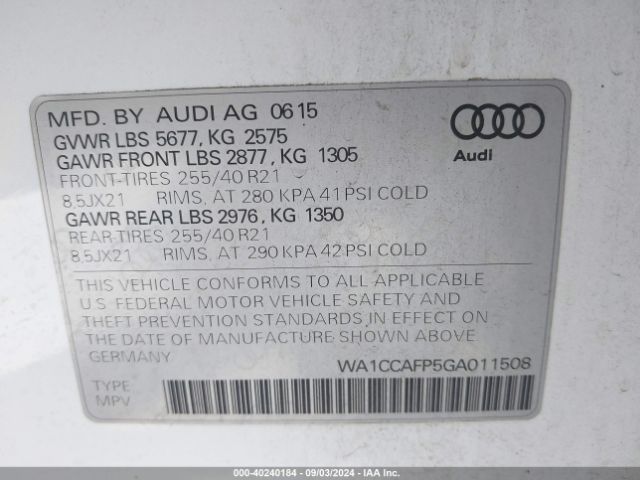 MFD. BY AUDI AG 06 15
GVWR LBS 5677, KG 2575
GAWR FRONT LBS 2877, KG 1305
FRONT-TIRES 255/40 R21
8.5JX21 RIMS, AT 280 KPA 41 PSI COLD
GAWR REAR LBS 2976, KG 1350
REAR-TIRES 255/40 R21
8.5JX21 RIMS, AT 290 KPA 42 PSI COLD
Audi
THIS VEHICLE CONFORMS TO ALL APPLICABLE
U.S. FEDERAL MOTOR VEHICLE SAFETY AND
THEFT PREVENTION STANDARDS IN EFFECT ON
THE DATE OF MANUFACTURE SHOWN ABOVE.
WA1CCAFP5GA011508
TYPE
MPV
000-40240184 - 09/03/2024 - IAA Inc.